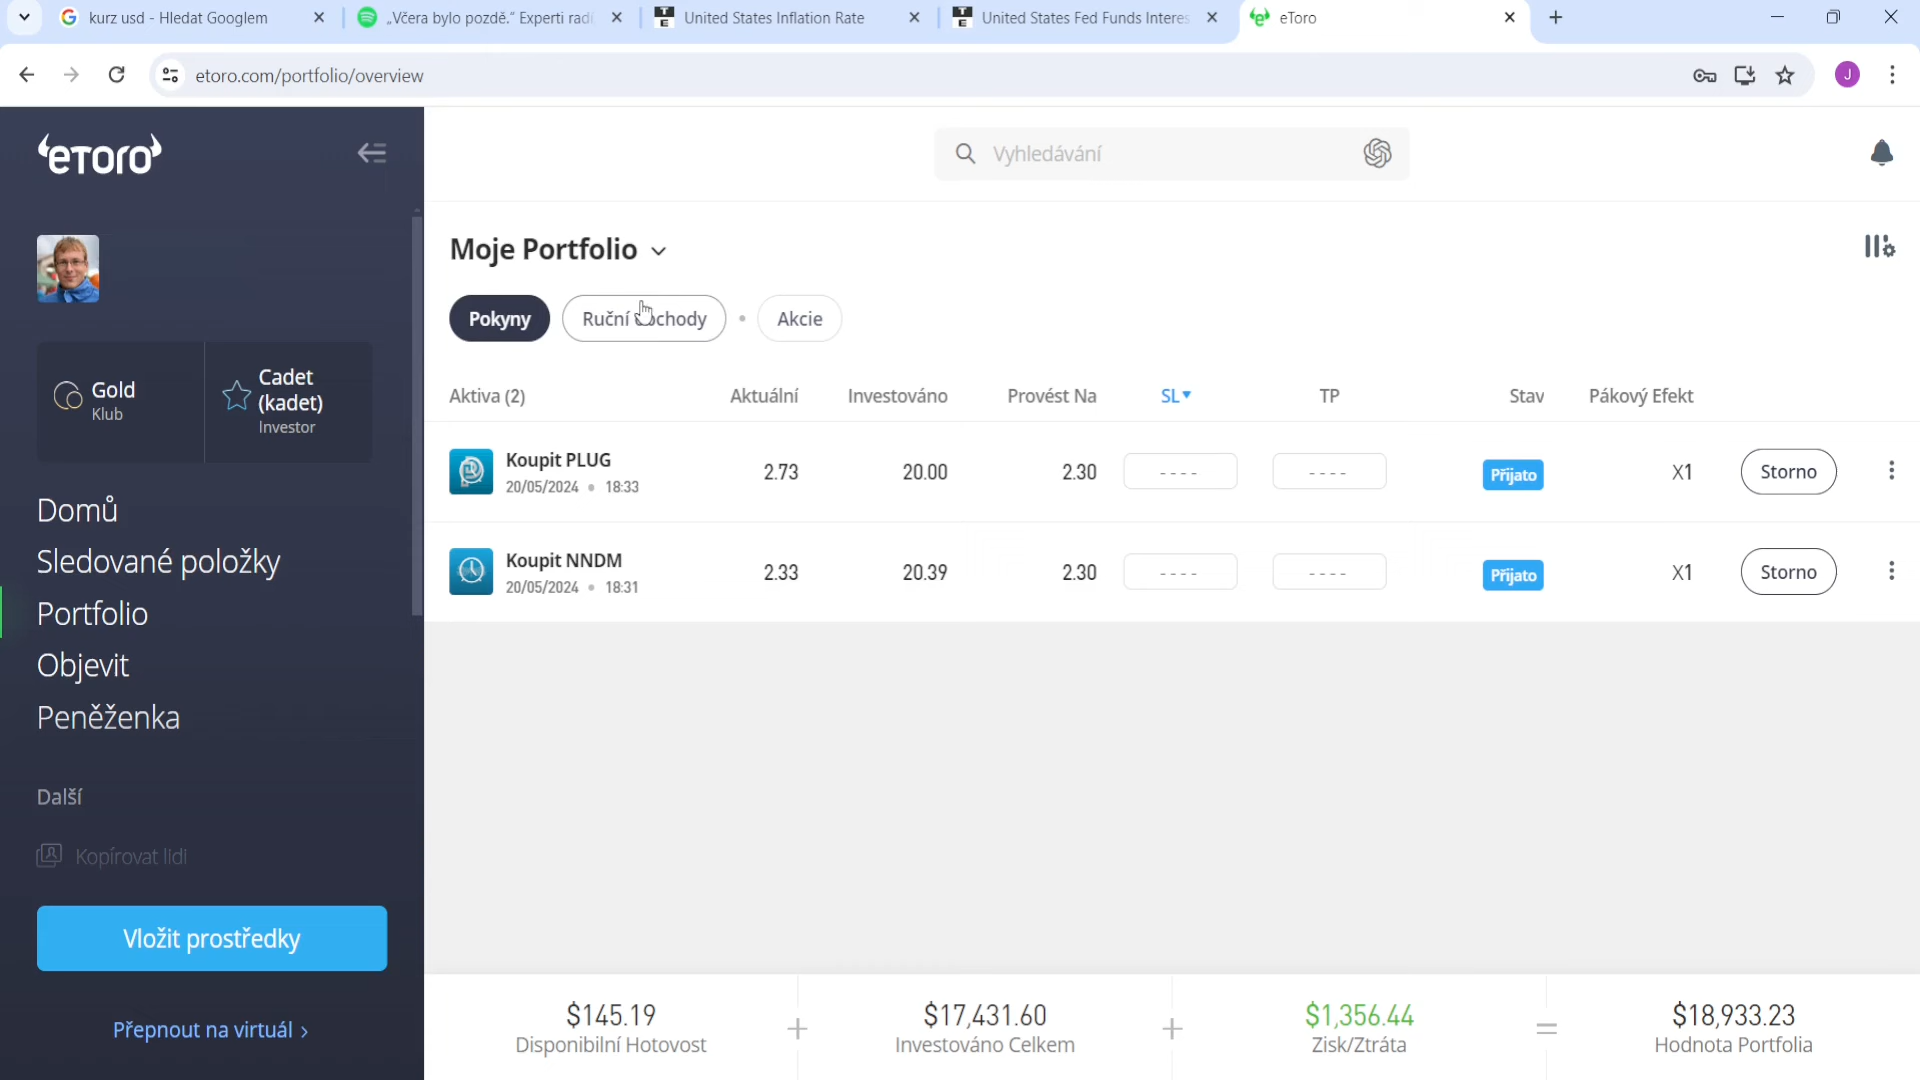 kurz usd - Hledat Googlem
„Včera bylo pozdě.“ Experti radí
United States Inflation Rate
United States Fed Funds Interes
eToro
etoro.com/portfolio/overview
J
eToro
Vyhledávání
Moje Portfolio
Pokyny
Ruční obchody
Akcie
Gold
Klub
Cadet
(kadet)
Investor
Domů
Sledované položky
Portfolio
Objevit
Peněženka
Další
Kopírovat lidi
Vložit prostředky
Přepnout na virtuál >
Aktiva (2) Aktuální Investováno Provést Na SL▼ TP Stav Pákový Efekt
Koupit PLUG
20/05/2024 • 18:33
2.73 20.00 2.30 ---- ---- Přijato X1 Storno
Koupit NNDM
20/05/2024 • 18:31
2.33 20.39 2.30 ---- ---- Přijato X1 Storno
$145.19 + $17,431.60 + $1,356.44 = $18,933.23
Disponibilní Hotovost Investováno Celkem Zisk/Ztráta Hodnota Portfolia